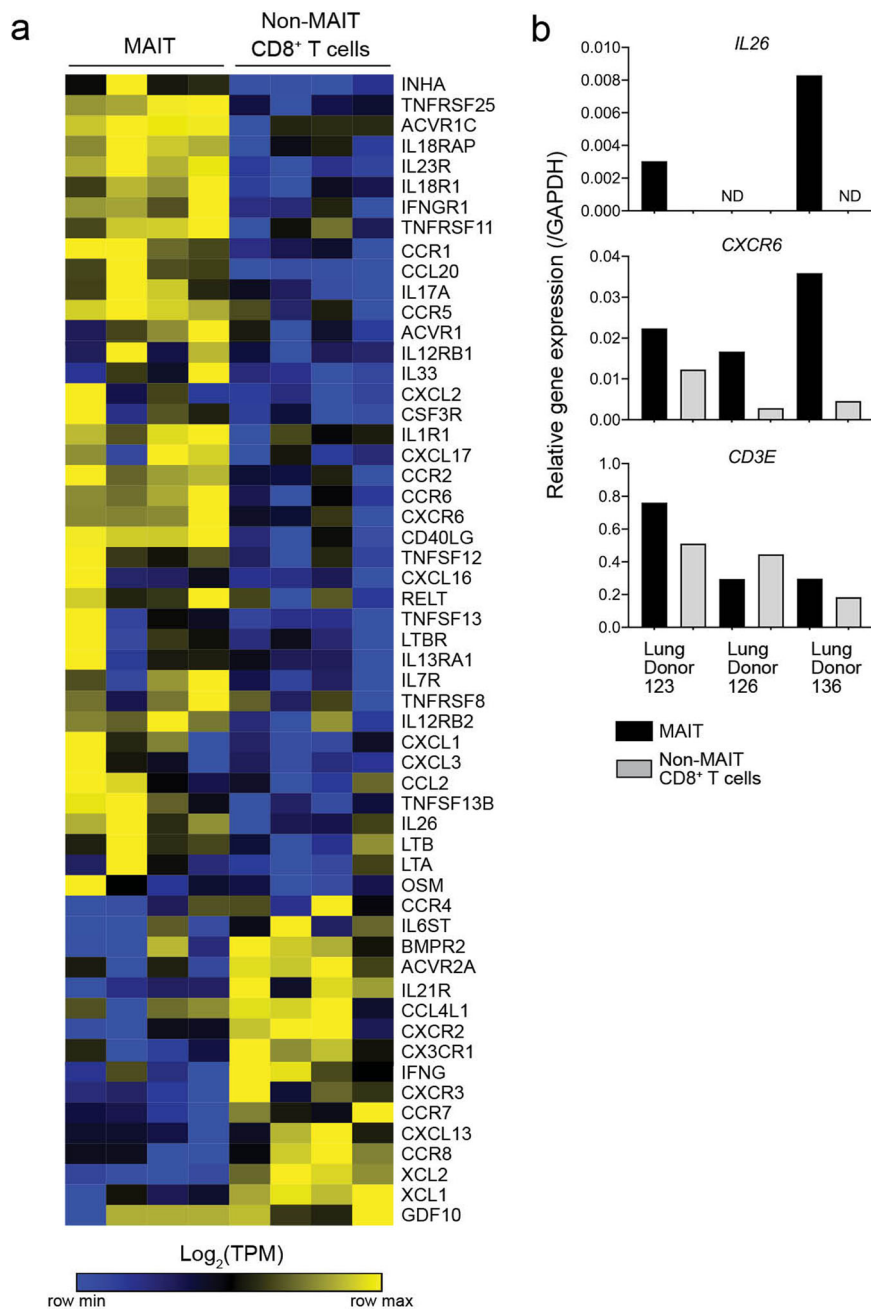 a
MAIT
Non-MAIT
CD8⁺ T cells
INHA
TNFRSF25
ACVR1C
IL18RAP
IL23R
IL18R1
IFNGR1
TNFRSF11
CCR1
CCL20
IL17A
CCR5
ACVR1
IL12RB1
IL33
CXCL2
CSF3R
IL1R1
CXCL17
CCR2
CCR6
CXCR6
CD40LG
TNFSF12
CXCL16
RELT
TNFSF13
LTBR
IL13RA1
IL7R
TNFRSF8
IL12RB2
CXCL1
CXCL3
CCL2
TNFSF13B
IL26
LTB
LTA
OSM
CCR4
IL6ST
BMPR2
ACVR2A
IL21R
CCL4L1
CXCR2
CX3CR1
IFNG
CXCR3
CCR7
CXCL13
CCR8
XCL2
XCL1
GDF10
Log₂(TPM)
row min
row max
b
Relative gene expression (/GAPDH)
IL26
0.010
0.008
0.006
0.004
0.002
0.000
ND
ND
CXCR6
0.04
0.03
0.02
0.01
0.00
CD3E
1.0
0.8
0.6
0.4
0.2
0.0
Lung Donor 123
Lung Donor 126
Lung Donor 136
MAIT
Non-MAIT
CD8⁺ T cells